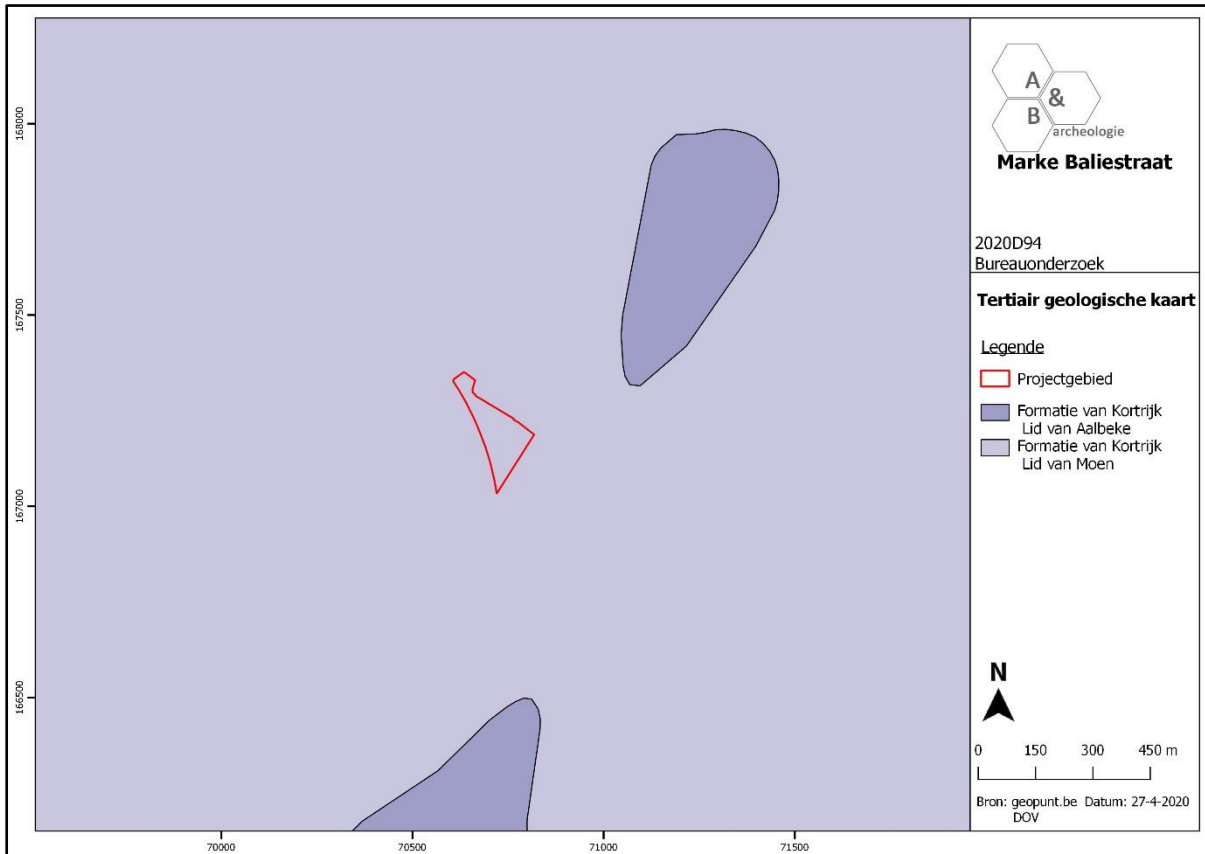 168000
167500
167000
166500
70000
70500
71000
71500
A
&
B
archeologie
Marke Baliestraat
2020D94
Bureauonderzoek
Tertiair geologische kaart
Legende
Projectgebied
Formatie van Kortrijk
Lid van Aalbeke
Formatie van Kortrijk
Lid van Moen
N
0 150 300 450 m
Bron: geopunt.be Datum: 27-4-2020
DOV